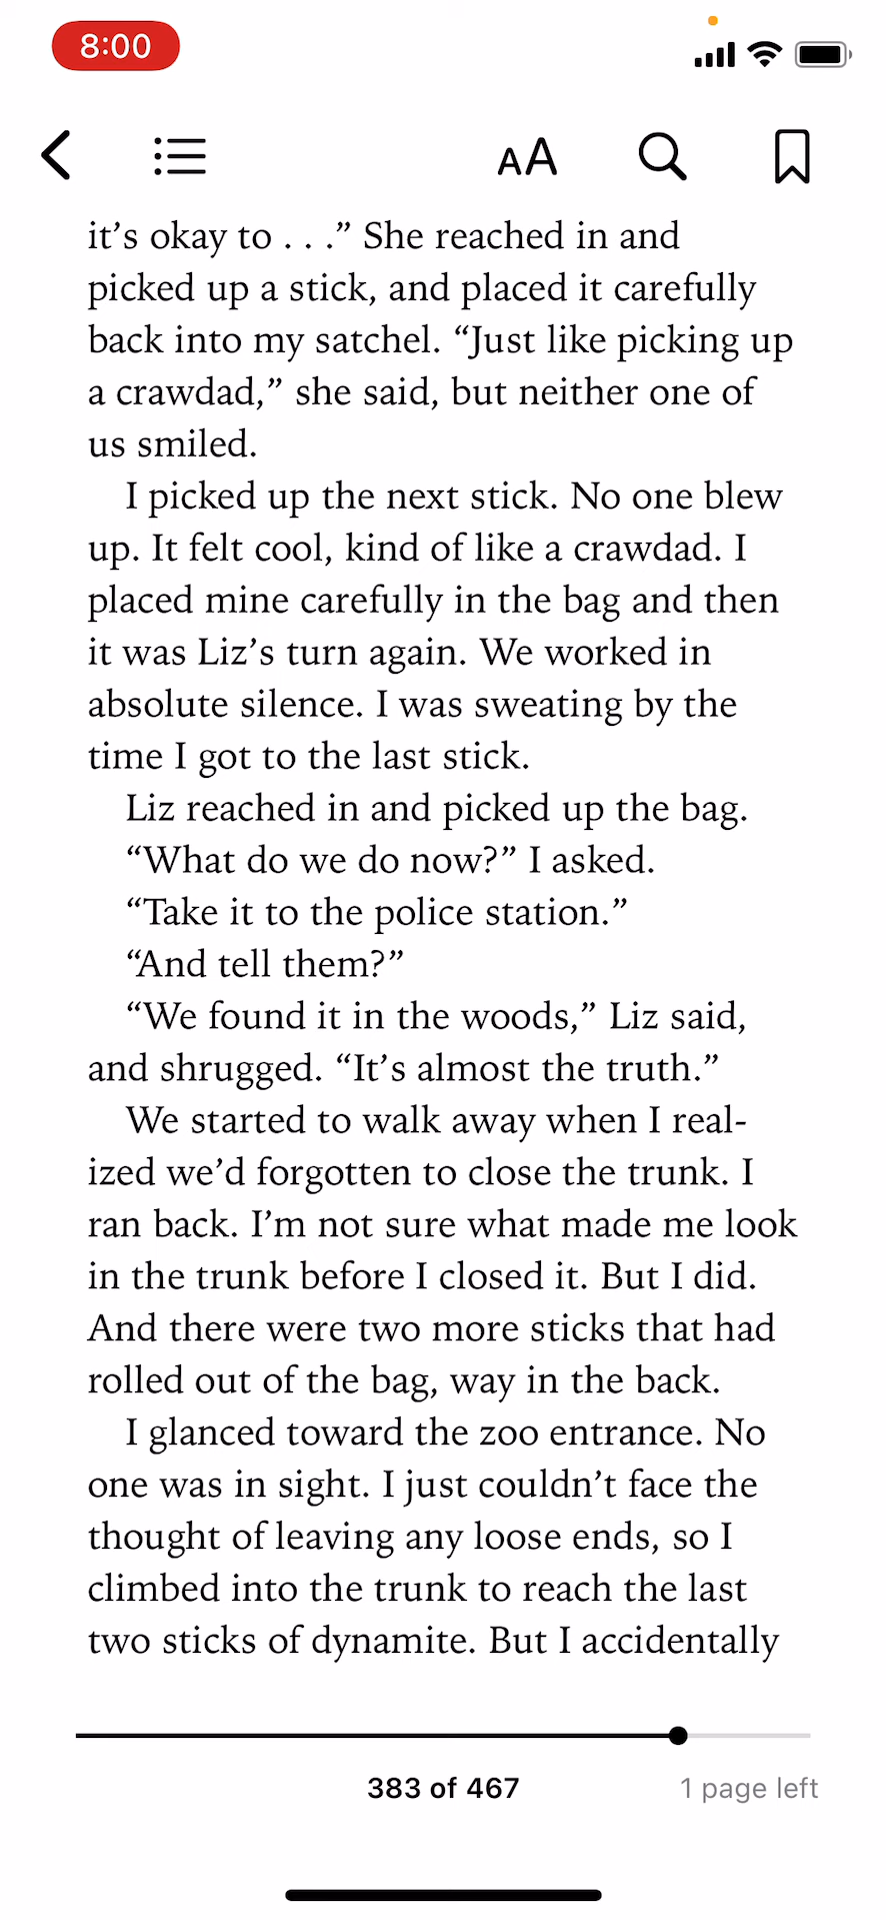 8:00
AA
it’s okay to . . .” She reached in and
picked up a stick, and placed it carefully
back into my satchel. “Just like picking up
a crawdad,” she said, but neither one of
us smiled.
I picked up the next stick. No one blew
up. It felt cool, kind of like a crawdad. I
placed mine carefully in the bag and then
it was Liz’s turn again. We worked in
absolute silence. I was sweating by the
time I got to the last stick.
Liz reached in and picked up the bag.
“What do we do now?” I asked.
“Take it to the police station.”
“And tell them?”
“We found it in the woods,” Liz said,
and shrugged. “It’s almost the truth.”
We started to walk away when I real-
ized we’d forgotten to close the trunk. I
ran back. I’m not sure what made me look
in the trunk before I closed it. But I did.
And there were two more sticks that had
rolled out of the bag, way in the back.
I glanced toward the zoo entrance. No
one was in sight. I just couldn’t face the
thought of leaving any loose ends, so I
climbed into the trunk to reach the last
two sticks of dynamite. But I accidentally
383 of 467
1 page left